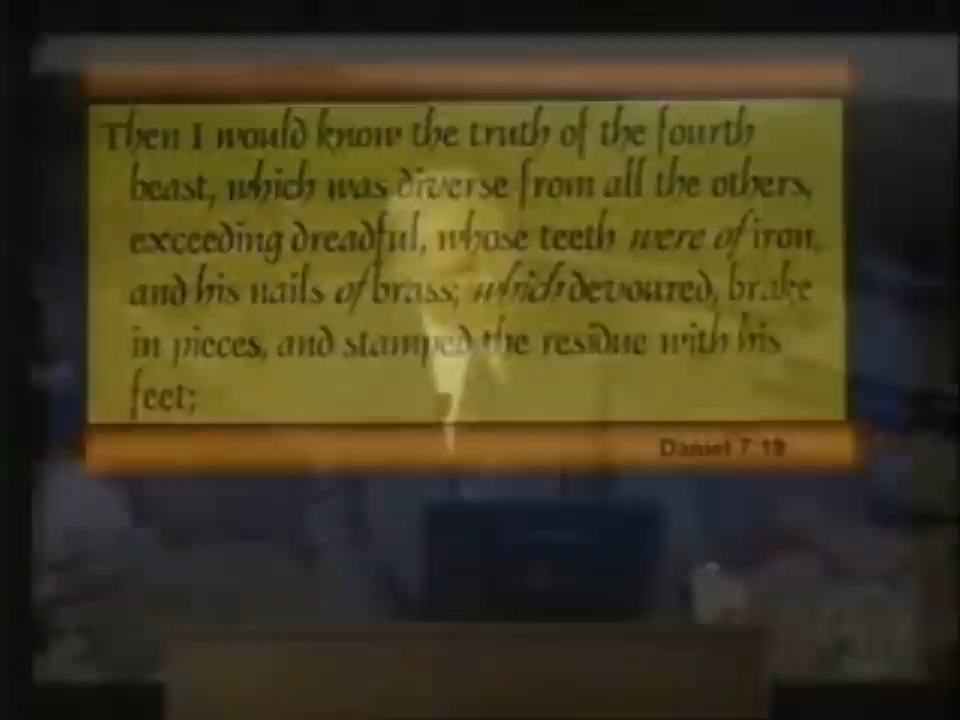 Then I would know the truth of the fourth
beast, which was diverse from all the others,
exceeding dreadful, whose teeth were of iron,
and his nails of brass; which devoured, brake
in pieces, and stamped the residue with his
feet;
Daniel 7:19